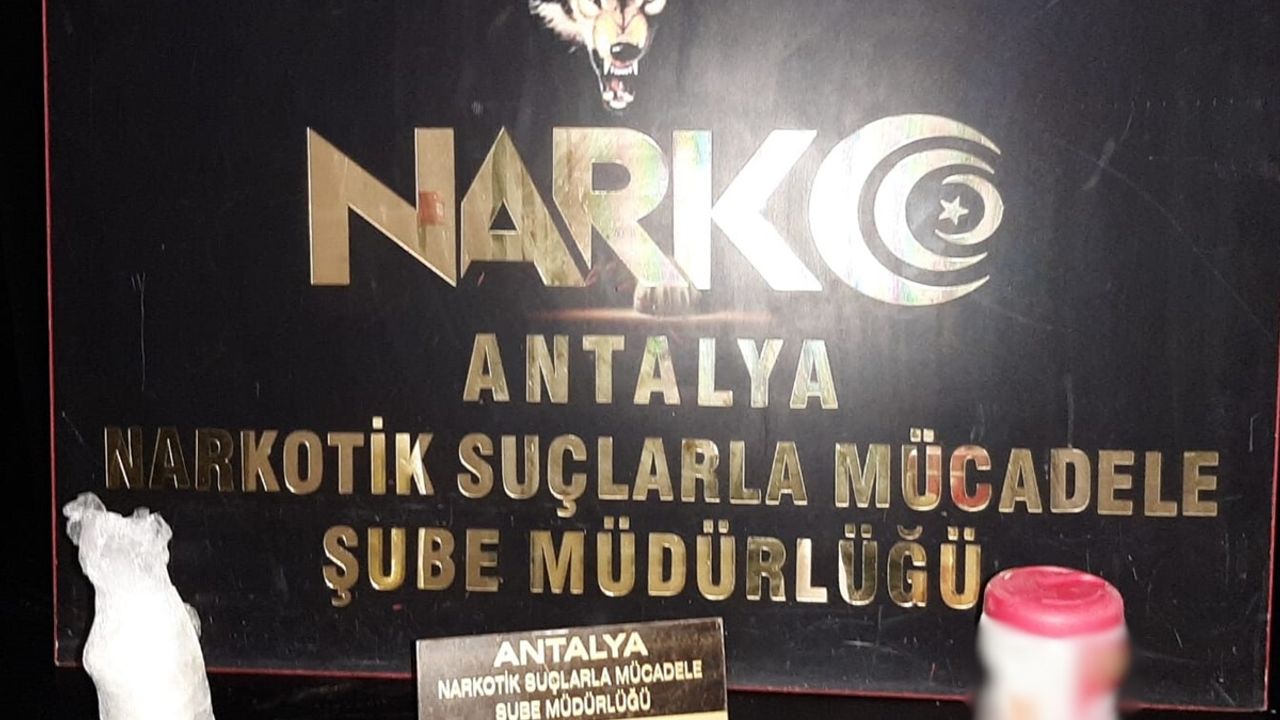 NARKO
ANTALYA
NARKOTİK SUÇLARLA MÜCADELE
ŞUBE MÜDÜRLÜĞÜ
ANTALYA
NARKOTİK SUÇLARLA MÜCADELE
ŞUBE MÜDÜRLÜĞÜ